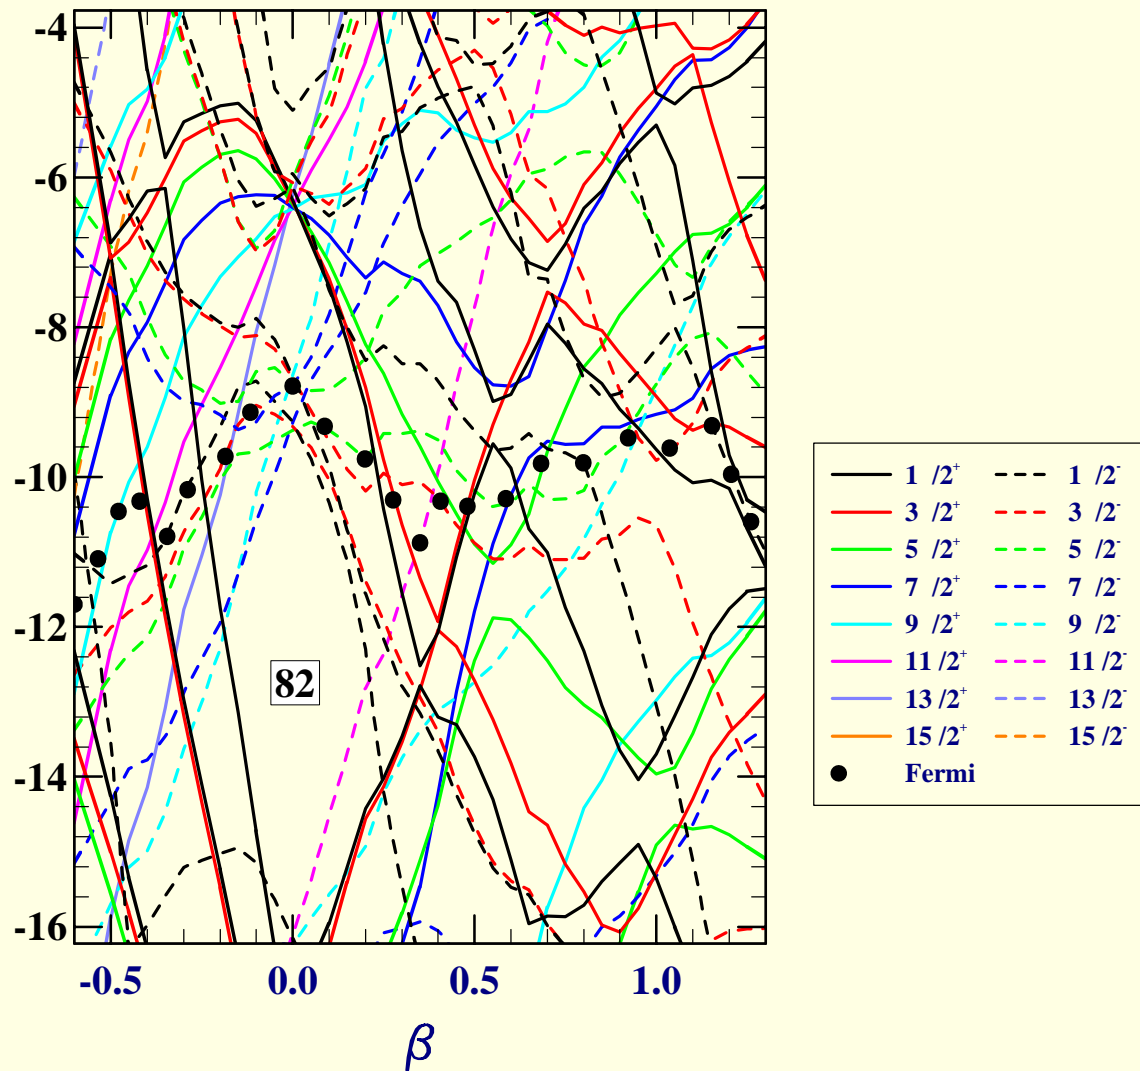 -4
-6
-8
-10
-12
-14
-16
82
-0.5 0.0 0.5 1.0
β
1 /2+ 1 /2-
3 /2+ 3 /2-
5 /2+ 5 /2-
7 /2+ 7 /2-
9 /2+ 9 /2-
11 /2+ 11 /2-
13 /2+ 13 /2-
15 /2+ 15 /2-
Fermi